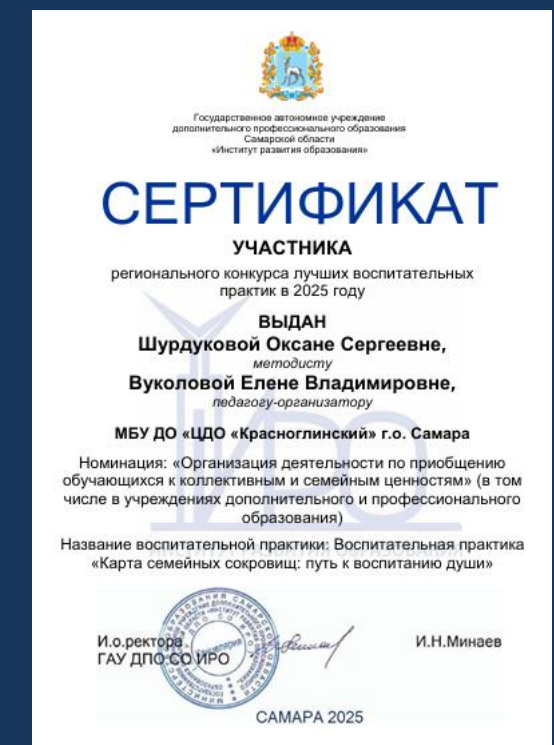 Государственное автономное учреждение
дополнительного профессионального образования
Самарской области
«Институт развития образования»
СЕРТИФИКАТ
УЧАСТНИКА
регионального конкурса лучших воспитательных
практик в 2025 году
ВЫДАН
Шурдуковой Оксане Сергеевне,
методисту
Вуколовой Елене Владимировне,
педагогу-организатору
МБУ ДО «ЦДО «Красноглинский» г.о. Самара
Номинация: «Организация деятельности по приобщению
обучающихся к коллективным и семейным ценностям» (в том
числе в учреждениях дополнительного и профессионального
образования)
Название воспитательной практики: Воспитательная практика
«Карта семейных сокровищ: путь к воспитанию души»
И.о.ректора
ГАУ ДПО СО ИРО
И.Н.Минаев
САМАРА 2025